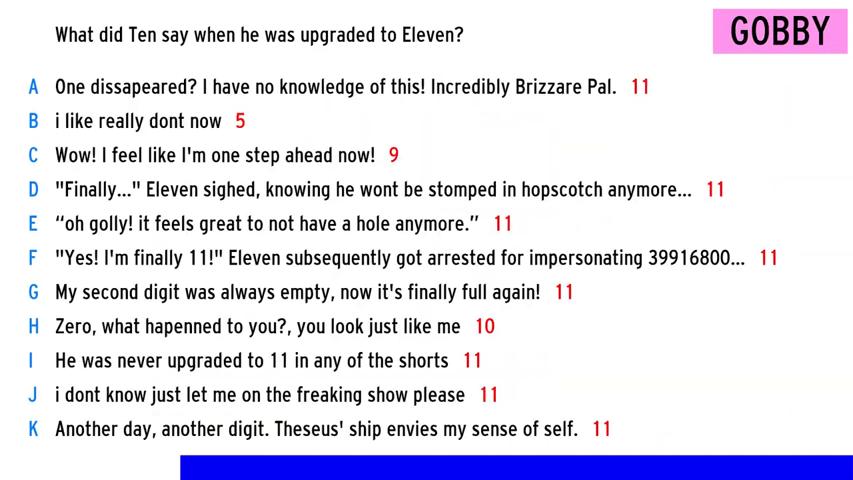 What did Ten say when he was upgraded to Eleven?
GOBBY
A One dissapeared? I have no knowledge of this! Incredibly Brizzare Pal. 11
B i like really dont now 5
C Wow! I feel like I'm one step ahead now! 9
D "Finally..." Eleven sighed, knowing he wont be stomped in hopscotch anymore... 11
E “oh golly! it feels great to not have a hole anymore.” 11
F "Yes! I'm finally 11!" Eleven subsequently got arrested for impersonating 39916800... 11
G My second digit was always empty, now it's finally full again! 11
H Zero, what hapenned to you?, you look just like me 10
I He was never upgraded to 11 in any of the shorts 11
J i dont know just let me on the freaking show please 11
K Another day, another digit. Theseus' ship envies my sense of self. 11